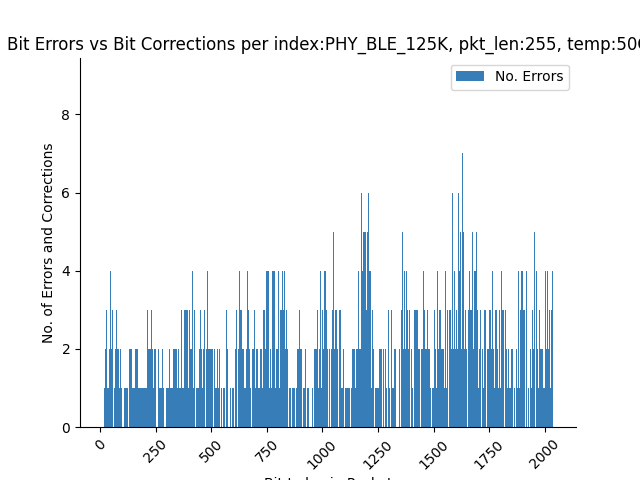 Bit Errors vs Bit Corrections per index:PHY_BLE_125K, pkt_len:255, temp:500
No. Errors
No. of Errors and Corrections
8
6
4
2
0
0 250 500 750 1000 1250 1500 1750 2000